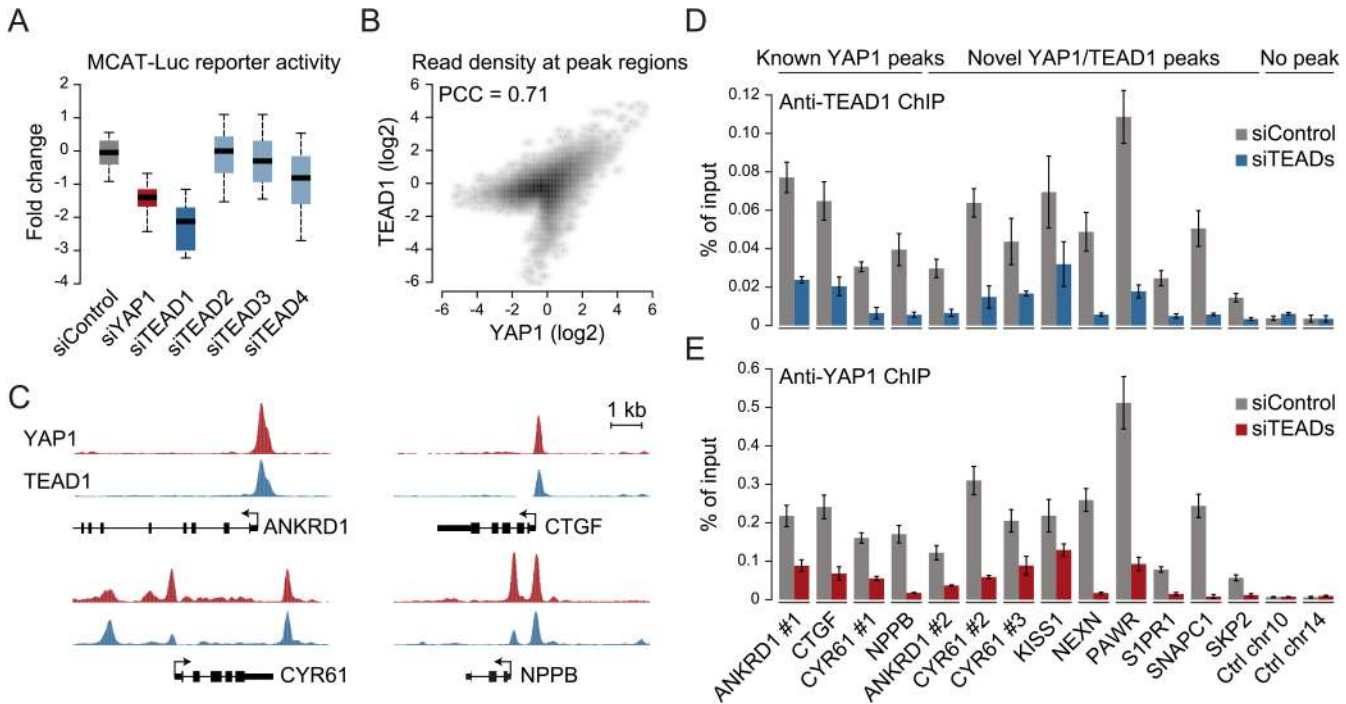 A
MCAT-Luc reporter activity
Fold change
2
1
0
-1
-2
-3
-4
siControl
siYAP1
siTEAD1
siTEAD2
siTEAD3
siTEAD4
B
Read density at peak regions
PCC = 0.71
TEAD1 (log2)
6
4
2
0
-2
-4
-6
-6
-4
-2
0
2
4
6
YAP1 (log2)
C
1 kb
YAP1
TEAD1
ANKRD1
CTGF
CYR61
NPPB
D
Known YAP1 peaks
Novel YAP1/TEAD1 peaks
No peak
Anti-TEAD1 ChIP
siControl
siTEADs
% of input
0.12
0.10
0.08
0.06
0.04
0.02
0
E
Anti-YAP1 ChIP
siControl
siTEADs
% of input
0.6
0.5
0.4
0.3
0.2
0.1
0
ANKRD1 #1
CTGF
CYR61 #1
NPPB
ANKRD1 #2
CYR61 #2
CYR61 #3
KISS1
NEXN
PAWR
S1PR1
SNAPC1
SKP2
Ctrl chr10
Ctrl chr14